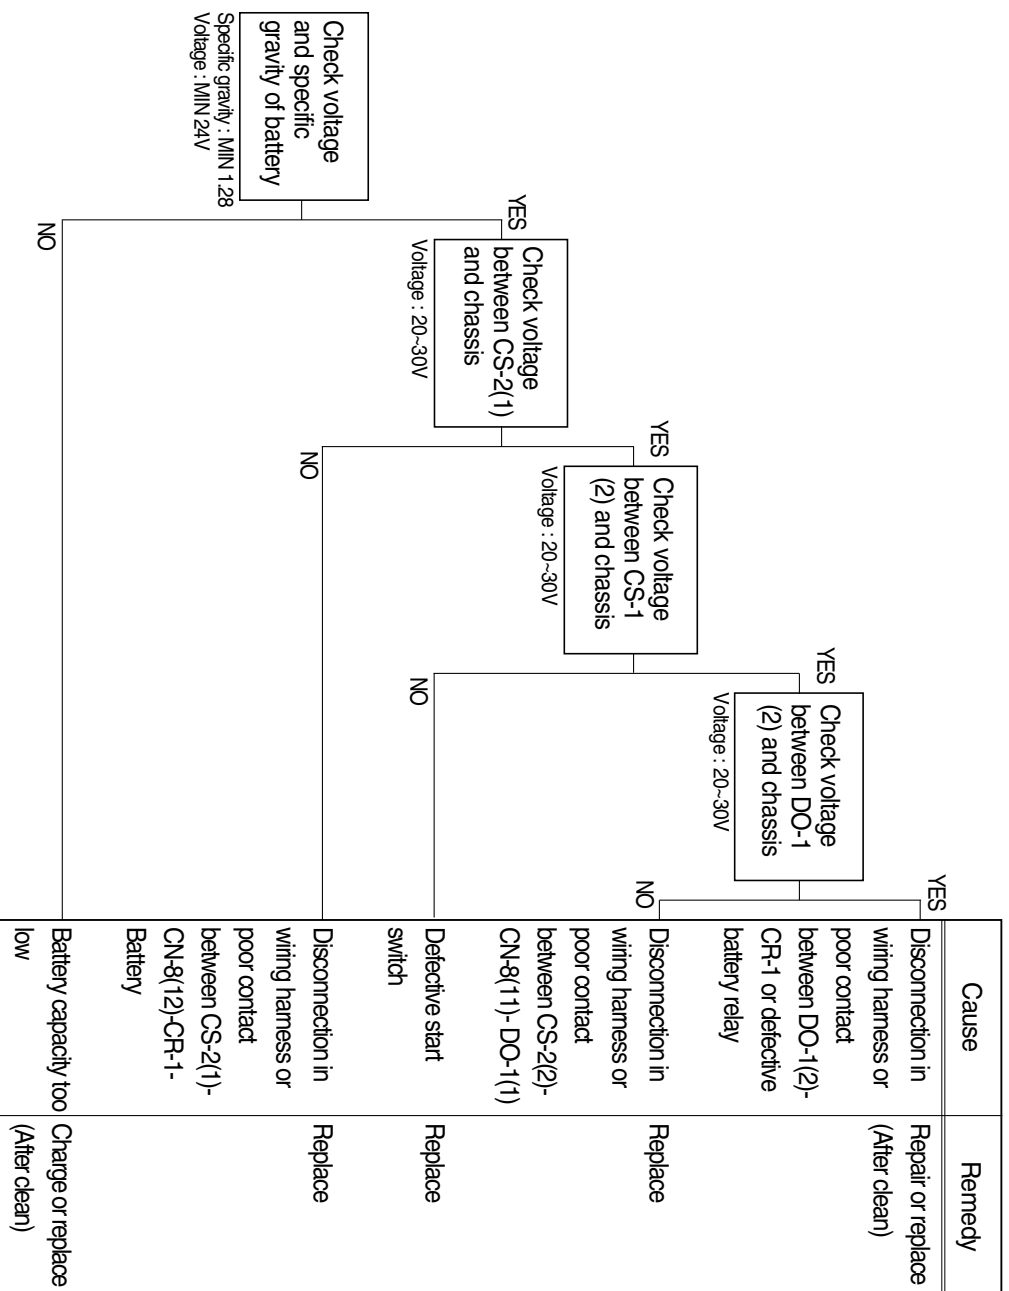 Check voltage
and specific
gravity of battery
Specific gravity : MIN 1.28
Voltage : MIN 24V
YES
NO
Check voltage
between CS-2(1)
and chassis
Voltage : 20~30V
YES
NO
Check voltage
between CS-1
(2) and chassis
Voltage : 20~30V
YES
NO
Check voltage
between DO-1
(2) and chassis
Voltage : 20~30V
YES
NO
Cause
Remedy
Disconnection in
wiring harness or
poor contact
between DO-1(2)-
CR-1 or defective
battery relay
Repair or replace
(After clean)
Disconnection in
wiring harness or
poor contact
between CS-2(2)-
CN-8(11)- DO-1(1)
Replace
Defective start
switch
Replace
Disconnection in
wiring harness or
poor contact
between CS-2(1)-
CN-8(12)-CR-1-
Battery
Replace
Battery capacity too
low
Charge or replace
(After clean)